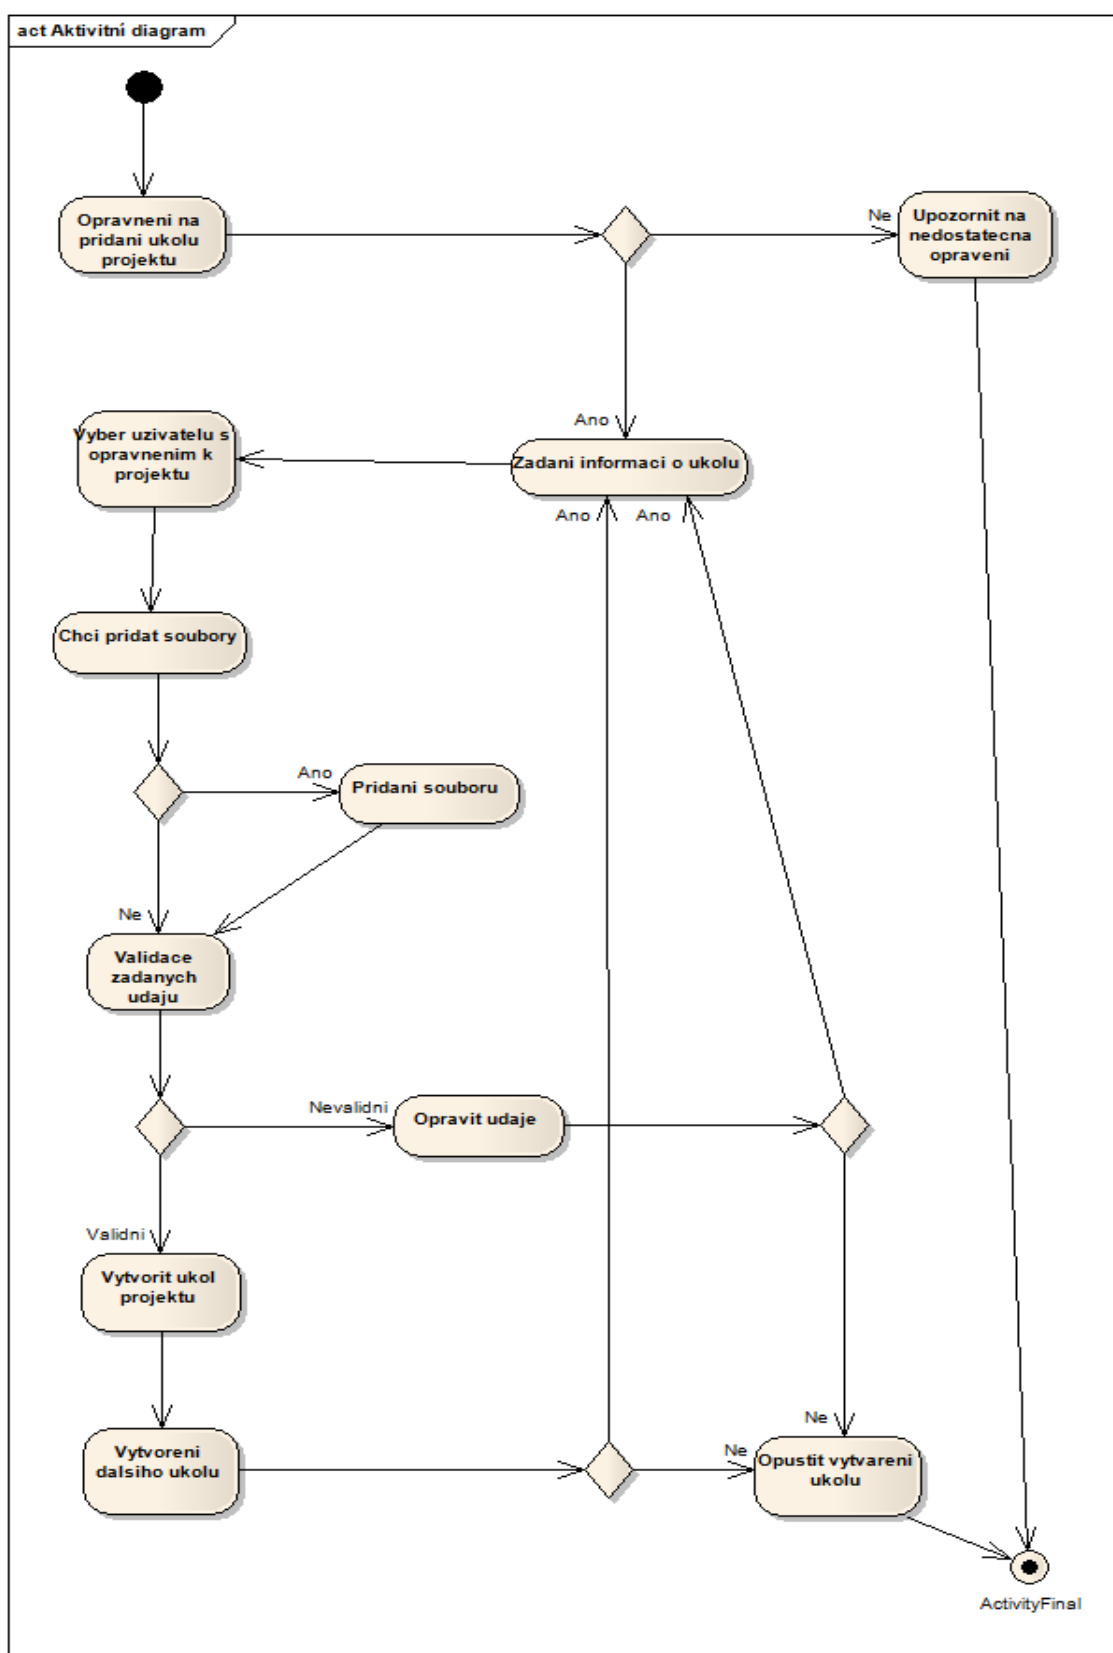 act Aktivitní diagram
Opravneni na
pridani ukolu
projektu
Ne
Upozornit na
nedostatecna
opraveni
Ano
Vyber uzivatelu s
opravnenim k
projektu
Zadani informaci o ukolu
Ano
Ano
Chci pridat soubory
Ano
Pridani souboru
Ne
Validace
zadanych
udaju
Nevalidni
Opravit udaje
Validni
Vytvorit ukol
projektu
Ne
Vytvoreni
dalsiho ukolu
Ne
Opustit vytvareni
ukolu
ActivityFinal